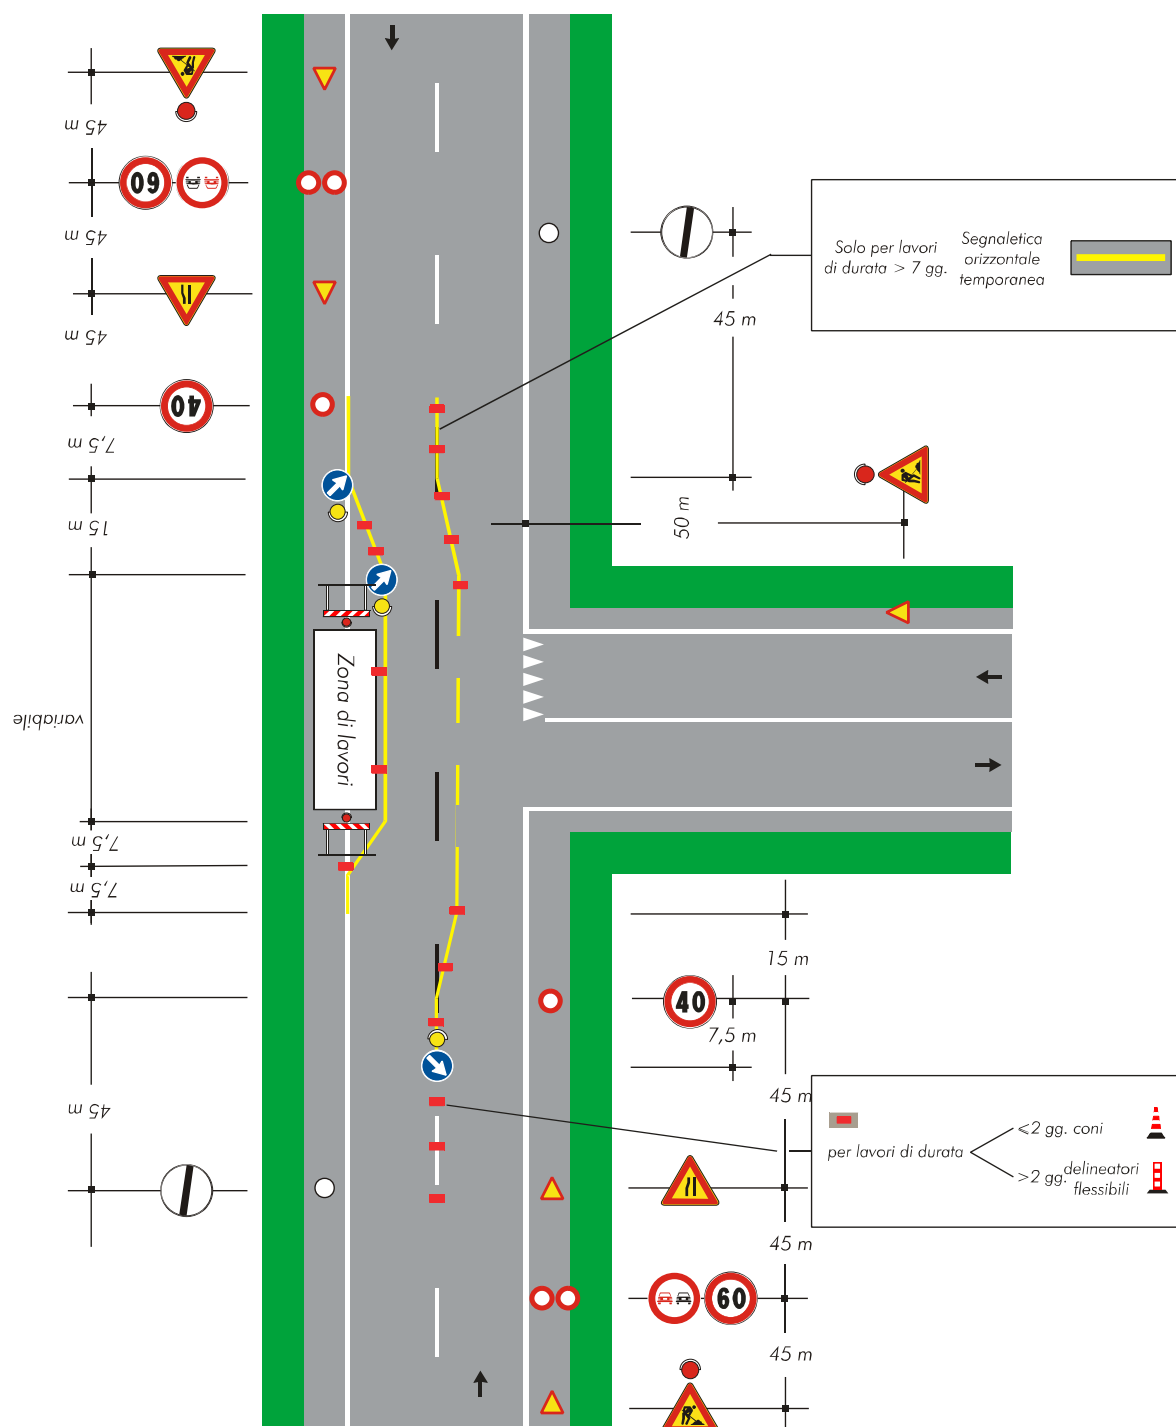 45 m
60
45 m
45 m
40
7,5 m
15 m
variabile
7,5 m
7,5 m
45 m
Zona di lavori
45 m
Solo per lavori
di durata > 7 gg.
Segnaletica
orizzontale
temporanea
50 m
15 m
40
7,5 m
45 m
per lavori di durata
⩽2 gg. coni
>2 gg. delineatori
flessibili
45 m
60
45 m